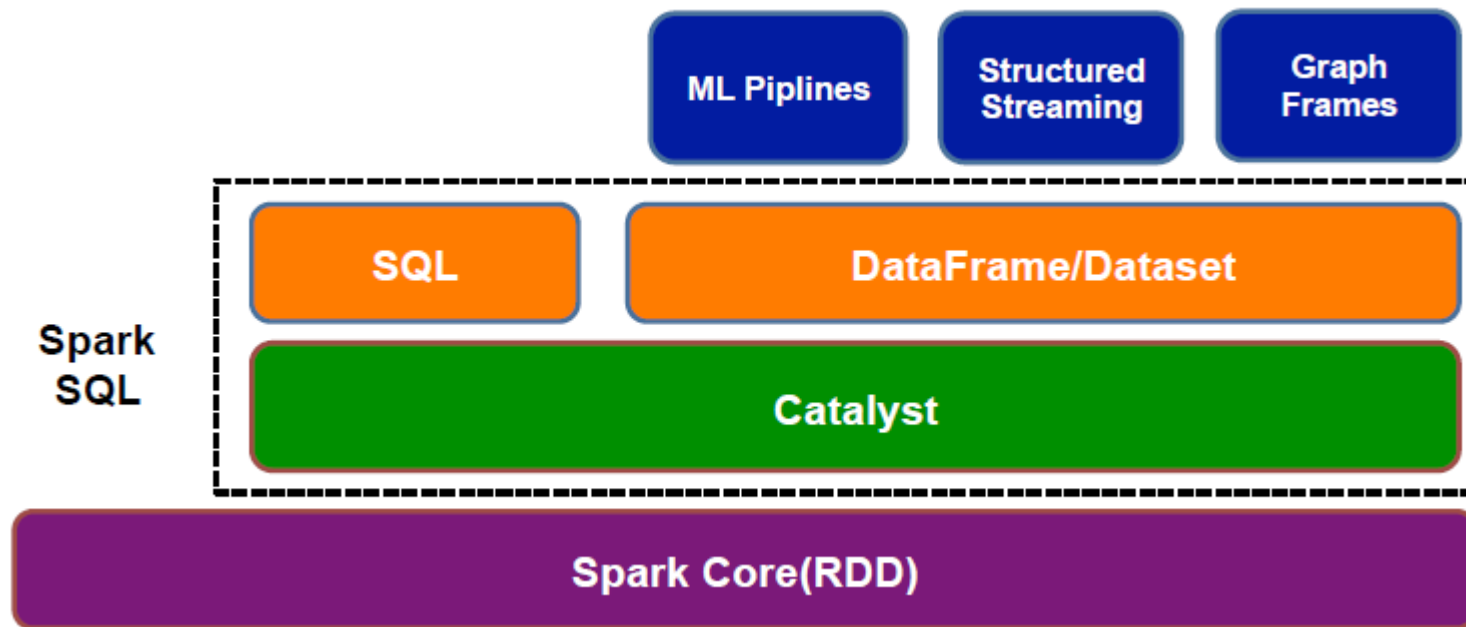 ML Piplines
Structured
Streaming
Graph
Frames
SQL
DataFrame/Dataset
Spark
SQL
Catalyst
Spark Core(RDD)